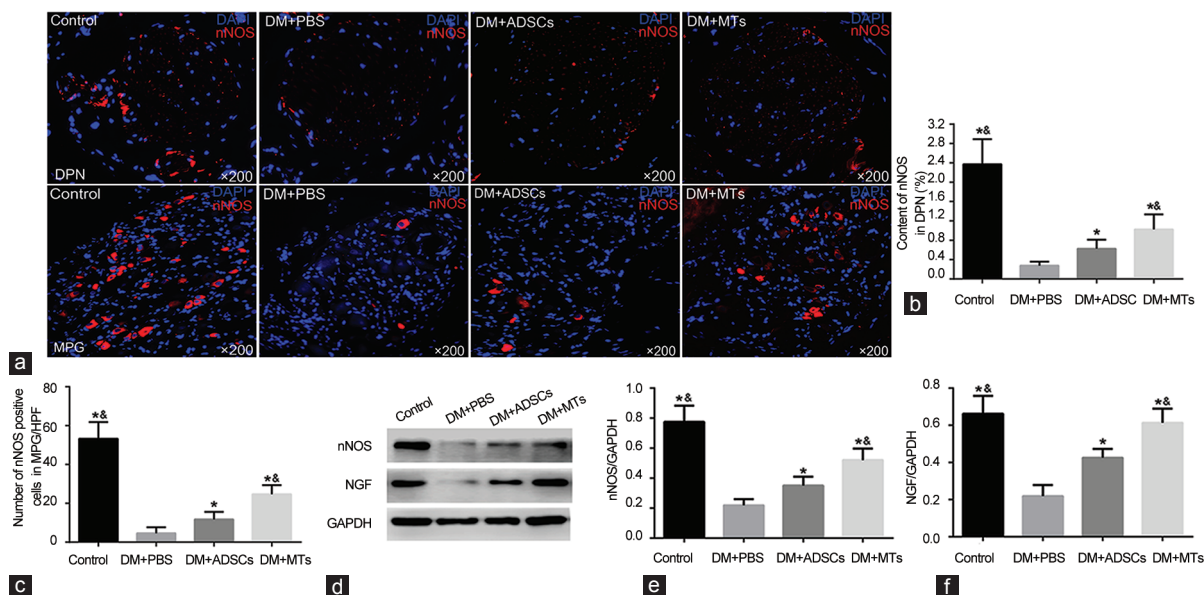 Control
DAPI
nNOS
DPN
×200
DM+PBS
DAPI
nNOS
×200
DM+ADSCs
DAPI
nNOS
×200
DM+MTs
DAPI
nNOS
×200
Control
DAPI
nNOS
MPG
×200
DM+PBS
DAPI
nNOS
×200
DM+ADSCs
DAPI
nNOS
×200
DM+MTs
DAPI
nNOS
×200
a
Content of nNOS
in DPN (%)
3.2
2.8
2.4
1.8
1.2
0.8
0.4
0.0
*&
*
*&
Control
DM+PBS
DM+ADSC
DM+MTs
b
Number of nNOS positive
cells in MPG/HPF
80
60
40
20
0
*&
*
*&
Control
DM+PBS
DM+ADSCs
DM+MTs
c
Control
DM+PBS
DM+ADSCs
DM+MTs
nNOS
NGF
GAPDH
d
nNOS/GAPDH
1.0
0.8
0.6
0.4
0.2
*&
*
*&
Control
DM+PBS
DM+ADSCs
DM+MTs
e
NGF/GAPDH
0.8
0.6
0.4
0.2
0
*&
*
*&
Control
DM+PBS
DM+ADSCs
DM+MTs
f